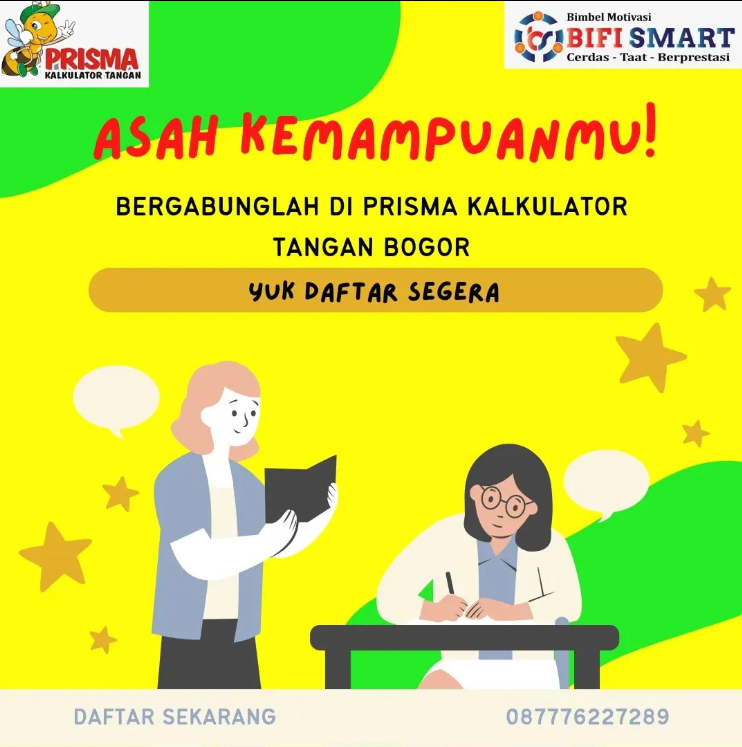 PRISMA
KALKULATOR TANGAN
Bimbel Motivasi
BIFI SMART
Cerdas - Taat - Berprestasi
ASAH KEMAMPUANMU!
BERGABUNGLAH DI PRISMA KALKULATOR
TANGAN BOGOR
YUK DAFTAR SEGERA
DAFTAR SEKARANG
087776227289